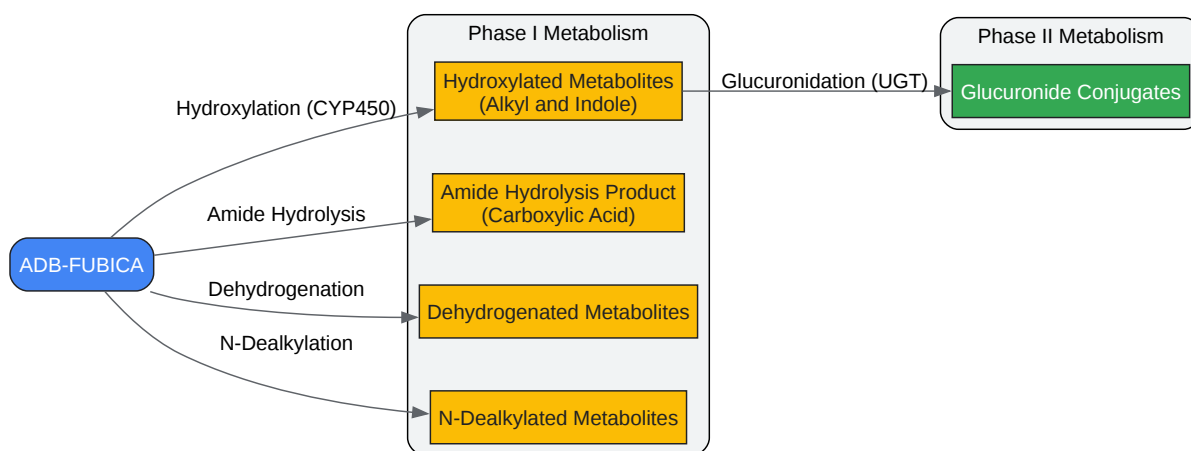 Phase I Metabolism
Phase II Metabolism
Hydroxylated Metabolites
(Alkyl and Indole)
Glucuronidation (UGT)
Glucuronide Conjugates
Hydroxylation (CYP450)
Amide Hydrolysis Product
(Carboxylic Acid)
Amide Hydrolysis
ADB-FUBICA
Dehydrogenation
Dehydrogenated Metabolites
N-Dealkylation
N-Dealkylated Metabolites